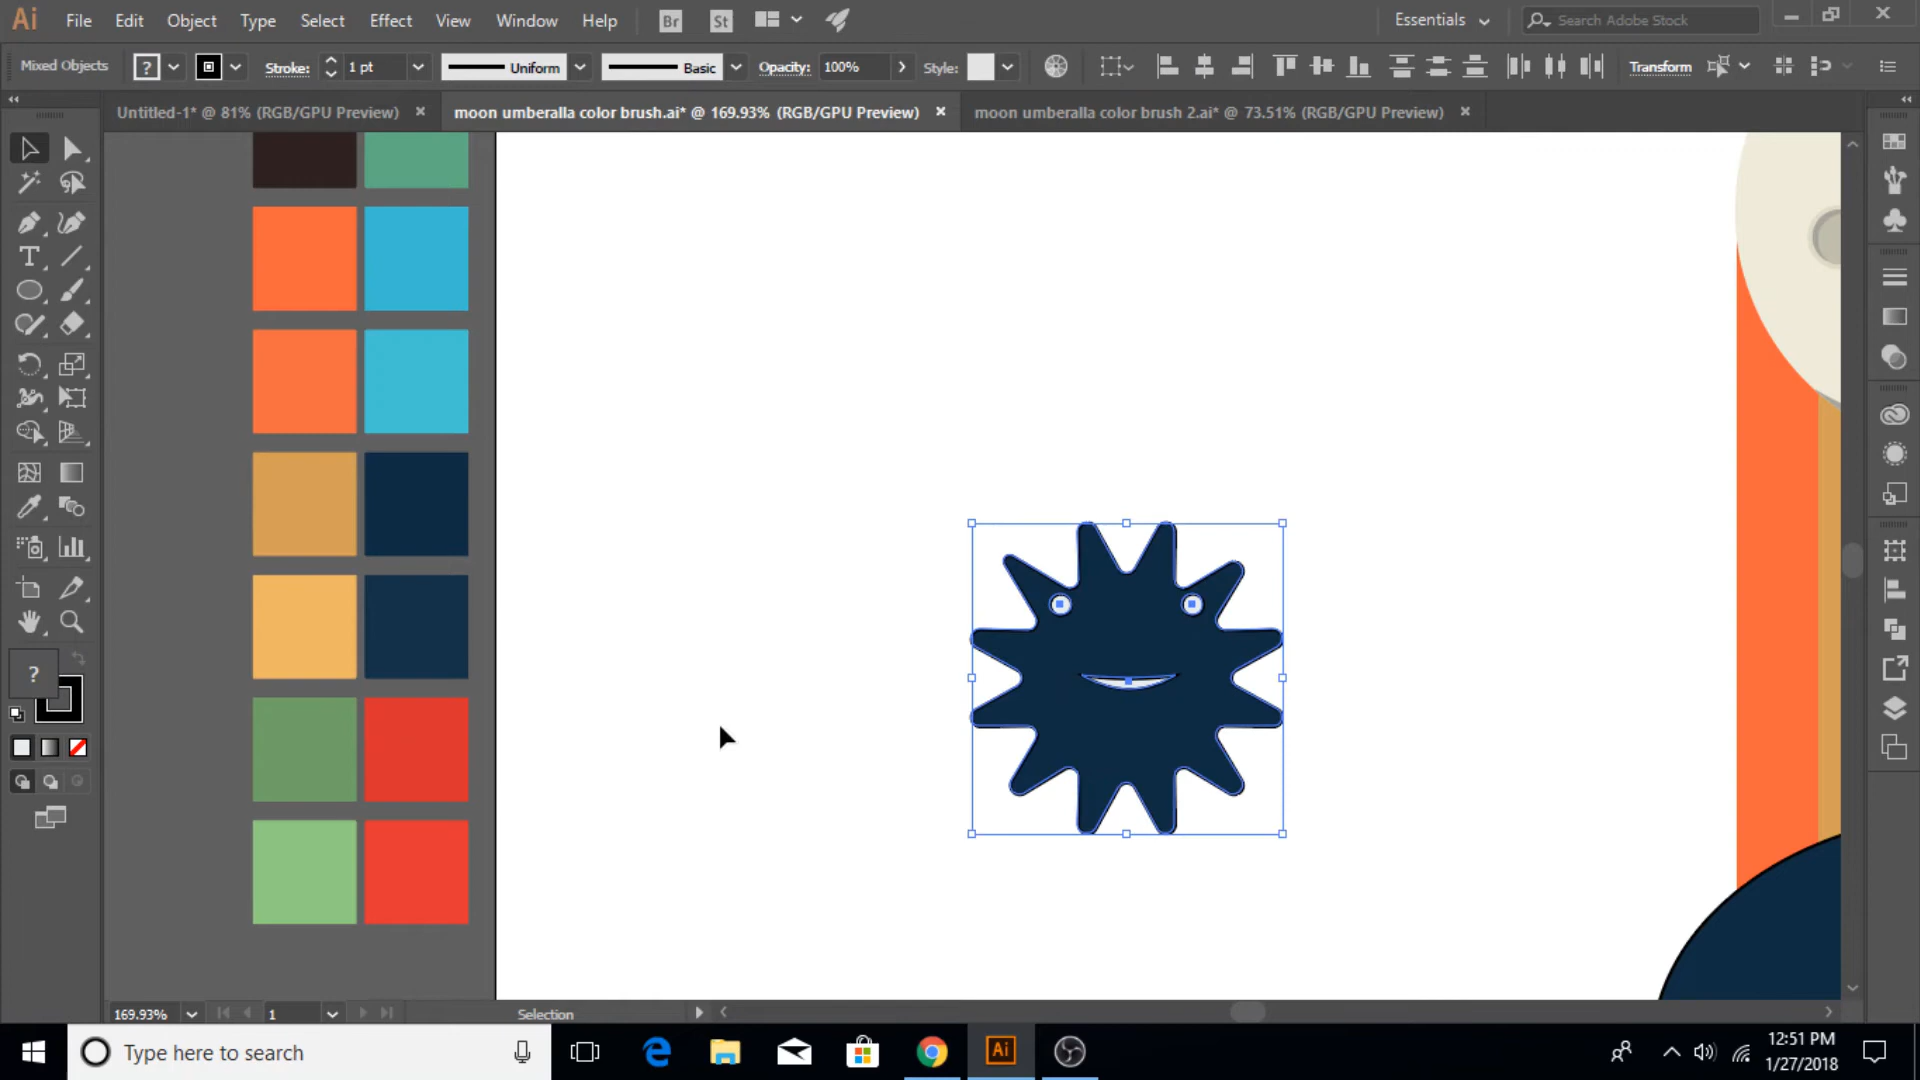 Ai File Edit Object Type Select Effect View Window Help Br St Essentials Search Adobe Stock
Mixed Objects ? Stroke: 1 pt Uniform Basic Opacity: 100% Style: Transform
Untitled-1* @ 81% (RGB/GPU Preview) moon umberalla color brush.ai* @ 169.93% (RGB/GPU Preview) moon umberalla color brush 2.ai* @ 73.51% (RGB/GPU Preview)
T
?
169.93% 1 Selection
Type here to search Ai 12:51 PM
1/27/2018